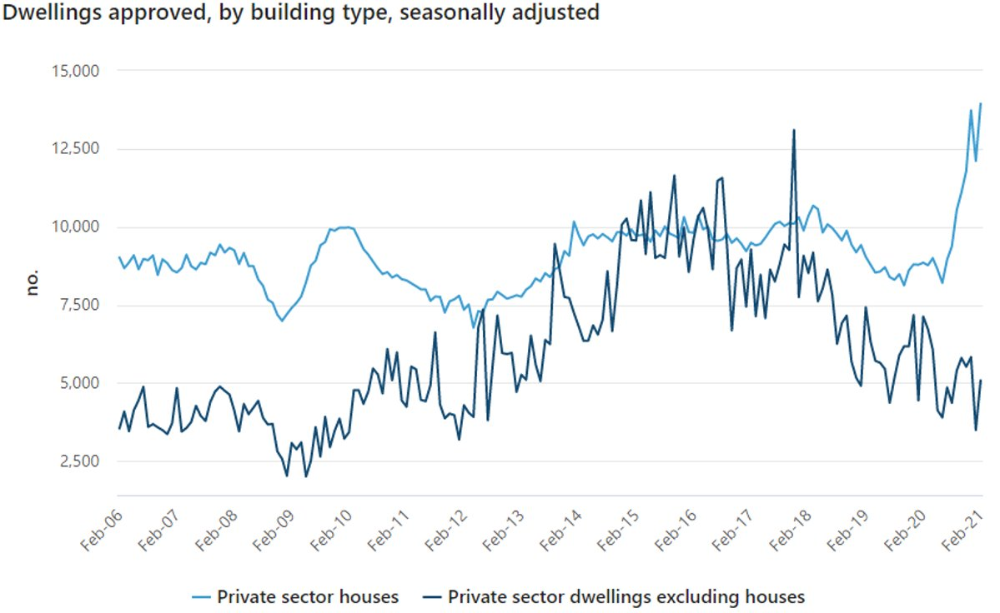 Dwellings approved, by building type, seasonally adjusted
15,000
12,500
10,000
7,500
5,000
2,500
no.
Feb-06
Feb-07
Feb-08
Feb-09
Feb-10
Feb-11
Feb-12
Feb-13
Feb-14
Feb-15
Feb-16
Feb-17
Feb-18
Feb-19
Feb-20
Feb-21
Private sector houses
Private sector dwellings excluding houses